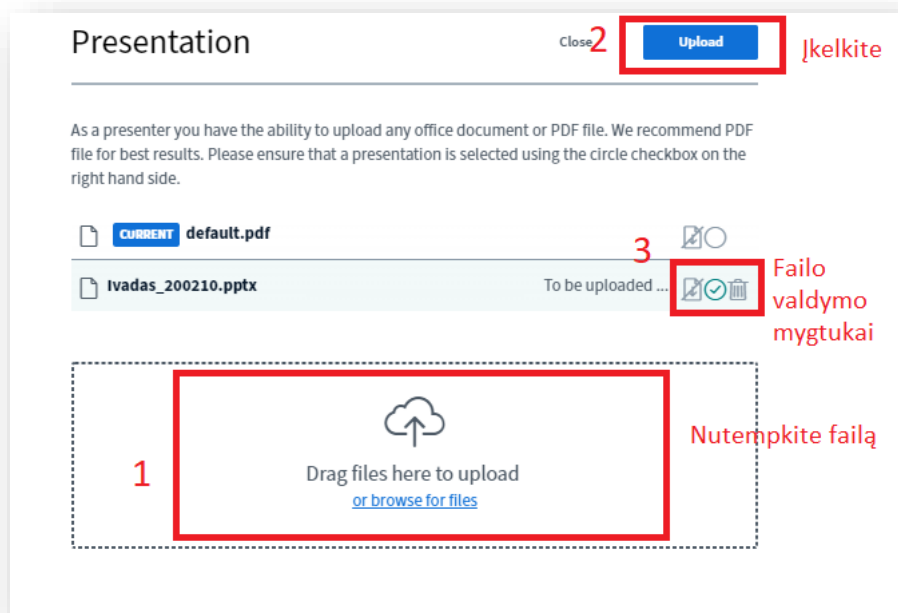 Presentation
Close
2
Upload
Įkelkite
As a presenter you have the ability to upload any office document or PDF file. We recommend PDF
file for best results. Please ensure that a presentation is selected using the circle checkbox on the
right hand side.
CURRENT default.pdf
3
Ivadas_200210.pptx
To be uploaded ...
Failo
valdymo
mygtukai
1
Drag files here to upload
or browse for files
Nutempkite failą